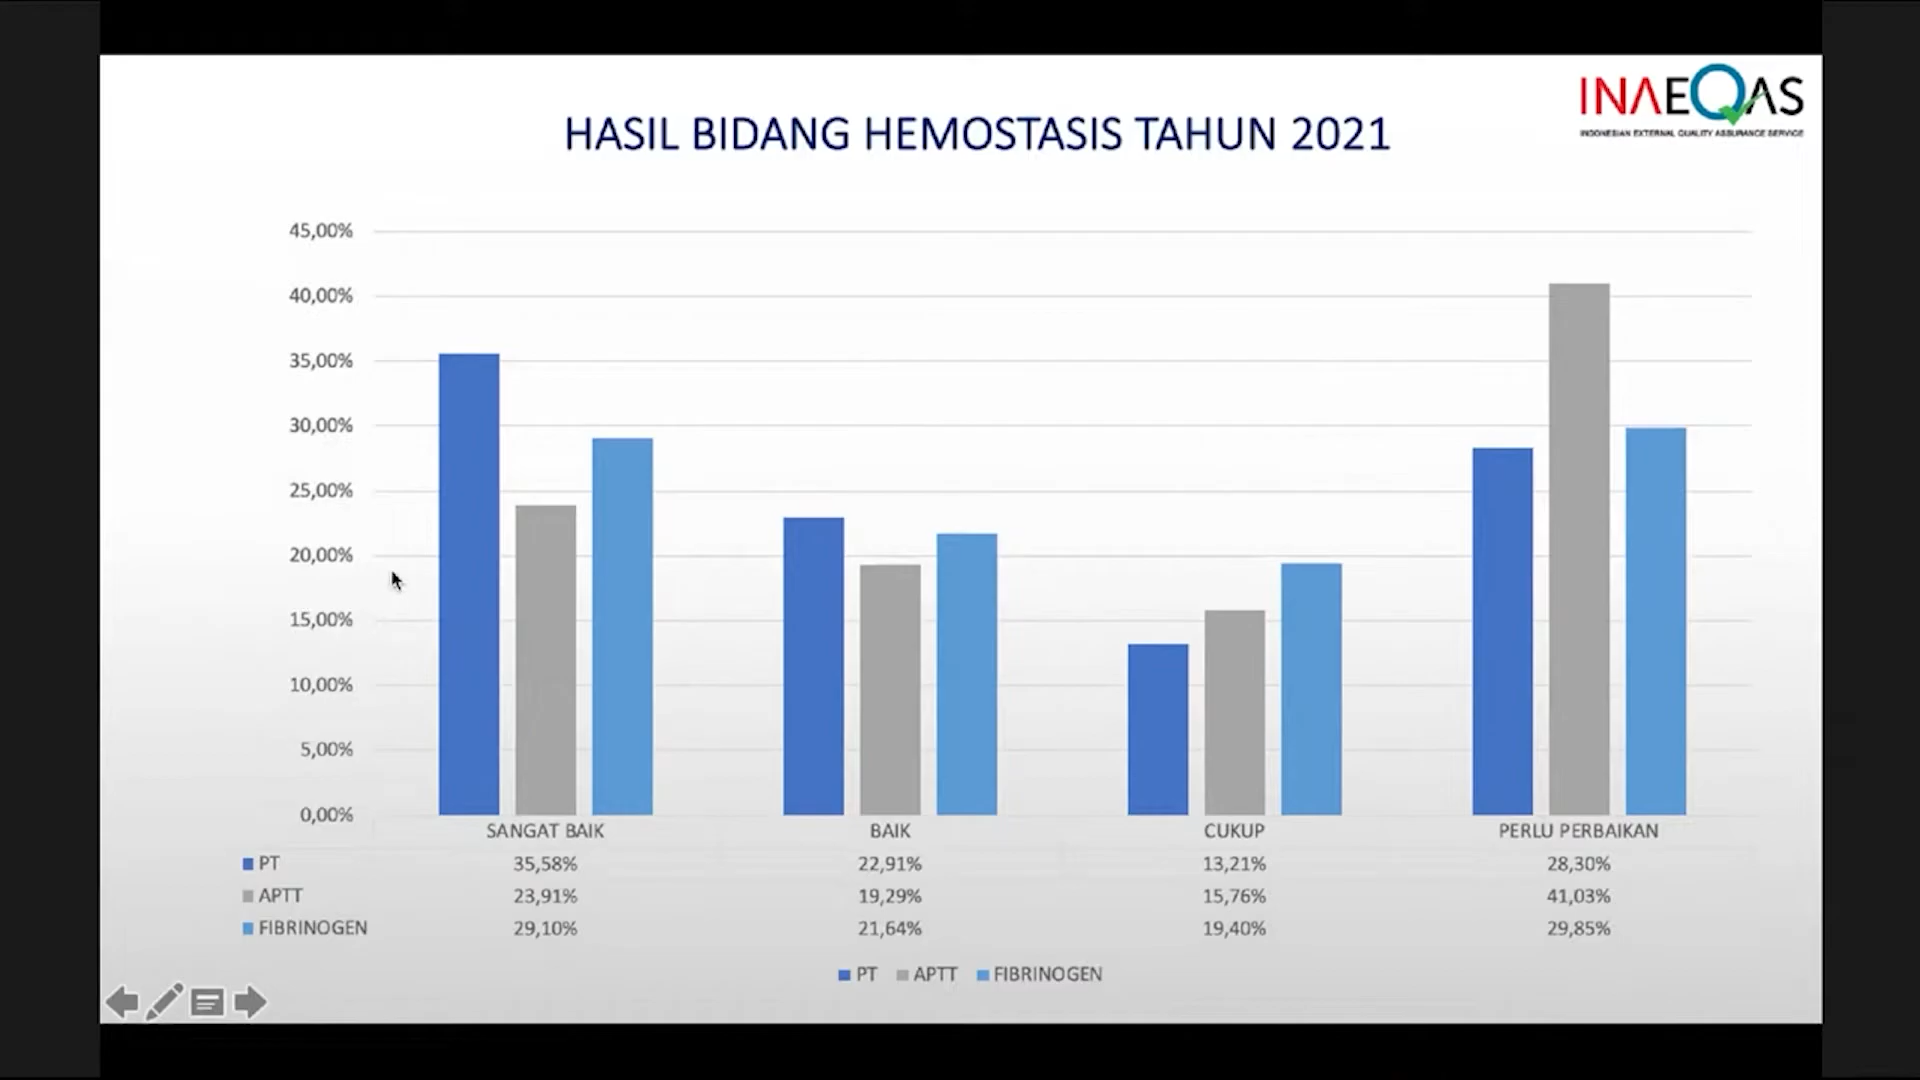 INAEQAS
INDONESIAN EXTERNAL QUALITY ASSURANCE SERVICE
HASIL BIDANG HEMOSTASIS TAHUN 2021
45,00%
40,00%
35,00%
30,00%
25,00%
20,00%
15,00%
10,00%
5,00%
0,00%
SANGAT BAIK BAIK CUKUP PERLU PERBAIKAN
PT 35,58% 22,91% 13,21% 28,30%
APTT 23,91% 19,29% 15,76% 41,03%
FIBRINOGEN 29,10% 21,64% 19,40% 29,85%
PT APTT FIBRINOGEN